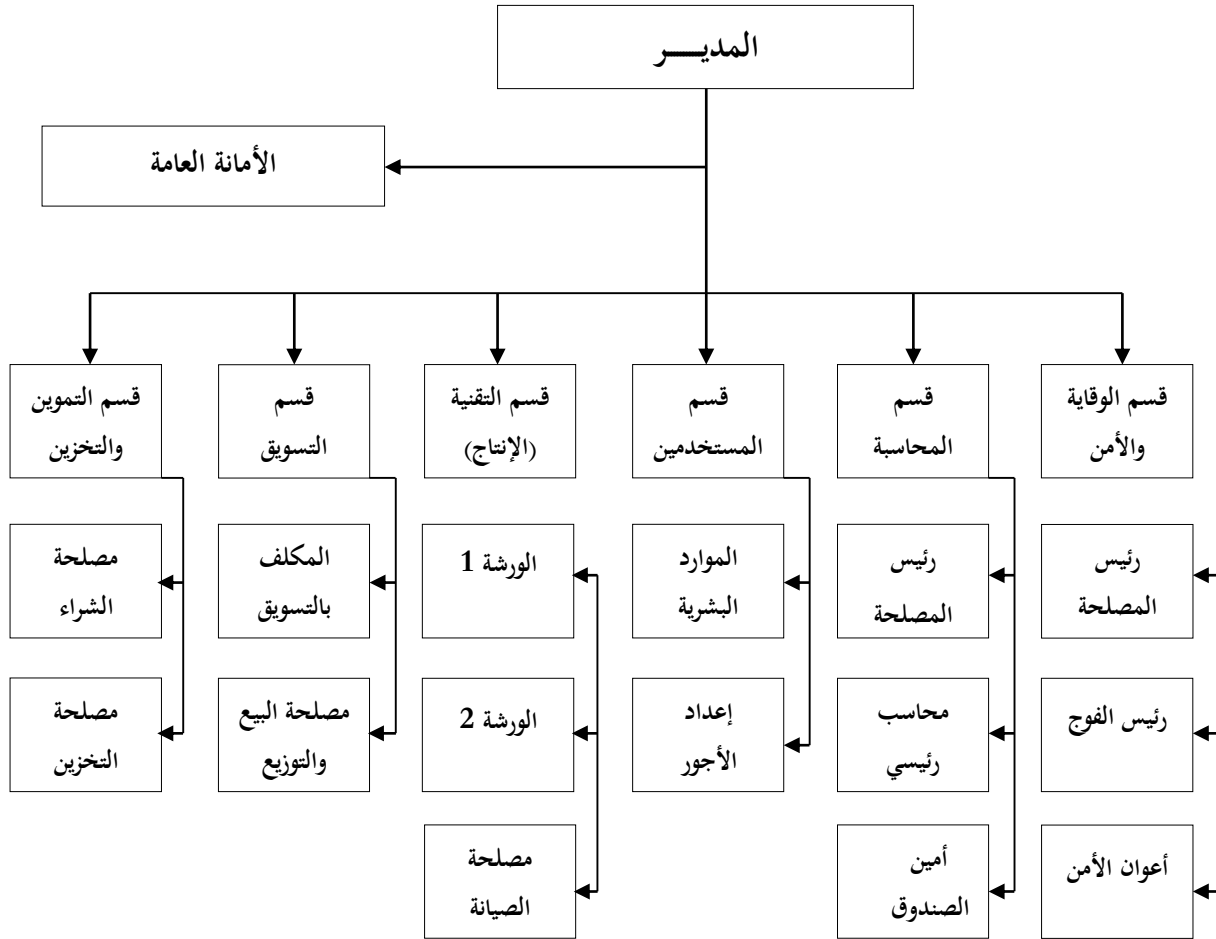 المديـــر
الأمانة العامة
قسم الوقاية
والأمن
قسم
المحاسبة
قسم
المستخدمين
قسم التقنية
(الإنتاج)
قسم
التسويق
قسم التموين
والتخزين
رئيس
المصلحة
رئيس
المصلحة
الموارد
البشرية
الورشة 1
المكلف
بالتسويق
مصلحة
الشراء
رئيس الفوج
محاسب
رئيسي
إعداد
الأجور
الورشة 2
مصلحة البيع
والتوزيع
مصلحة
التخزين
أعوان الأمن
أمين
الصندوق
مصلحة
الصيانة